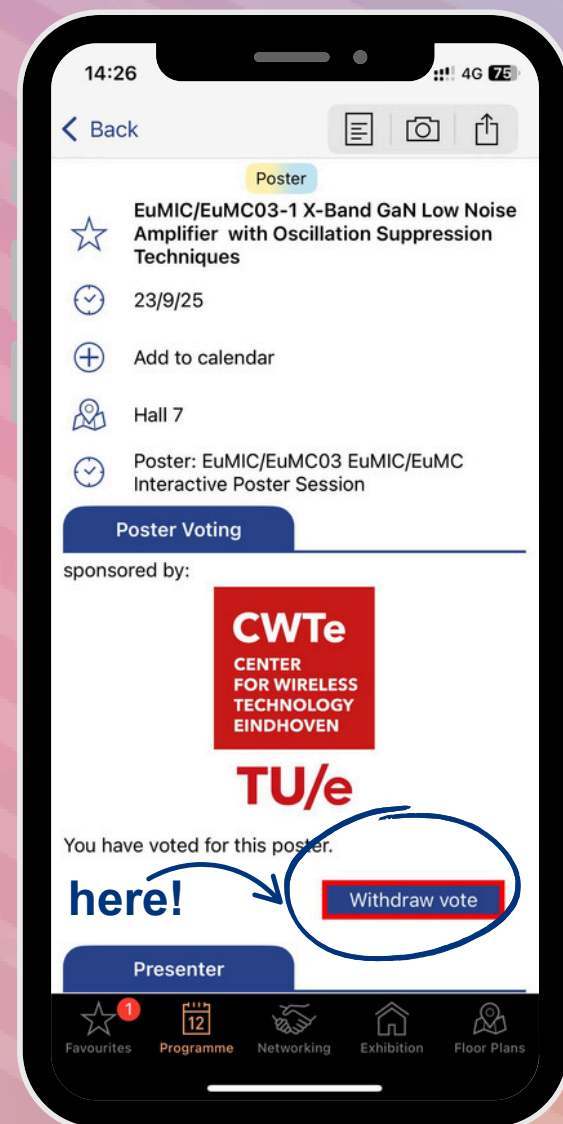 14:26
4G 75
Back
Poster
EuMIC/EuMC03-1 X-Band GaN Low Noise
Amplifier with Oscillation Suppression
Techniques
23/9/25
Add to calendar
Hall 7
Poster: EuMIC/EuMC03 EuMIC/EuMC
Interactive Poster Session
Poster Voting
sponsored by:
CWTe
CENTER
FOR WIRELESS
TECHNOLOGY
EINDHOVEN
TU/e
You have voted for this poster.
here!
Withdraw vote
Presenter
1
12
Favourites Programme Networking Exhibition Floor Plans